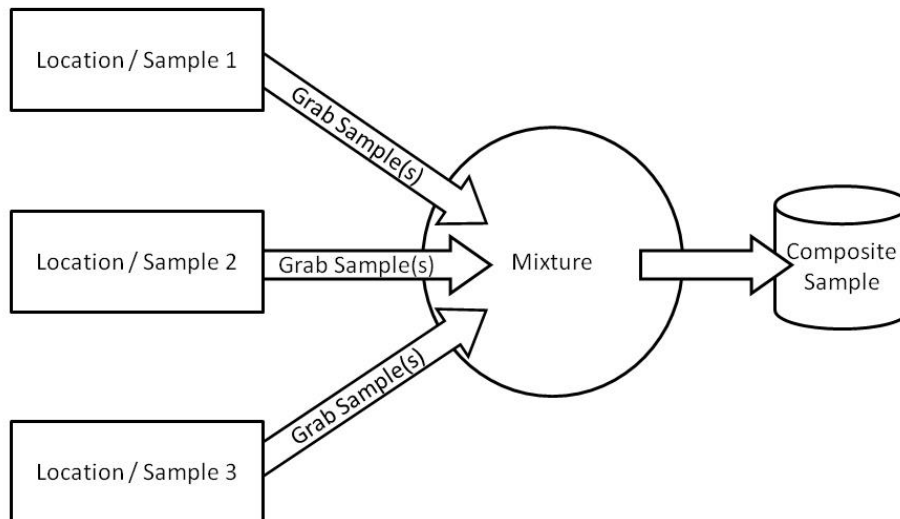 Location / Sample 1
Grab Sample(s)
Location / Sample 2
Grab Sample(s)
Mixture
Composite
Sample
Grab Sample(s)
Location / Sample 3